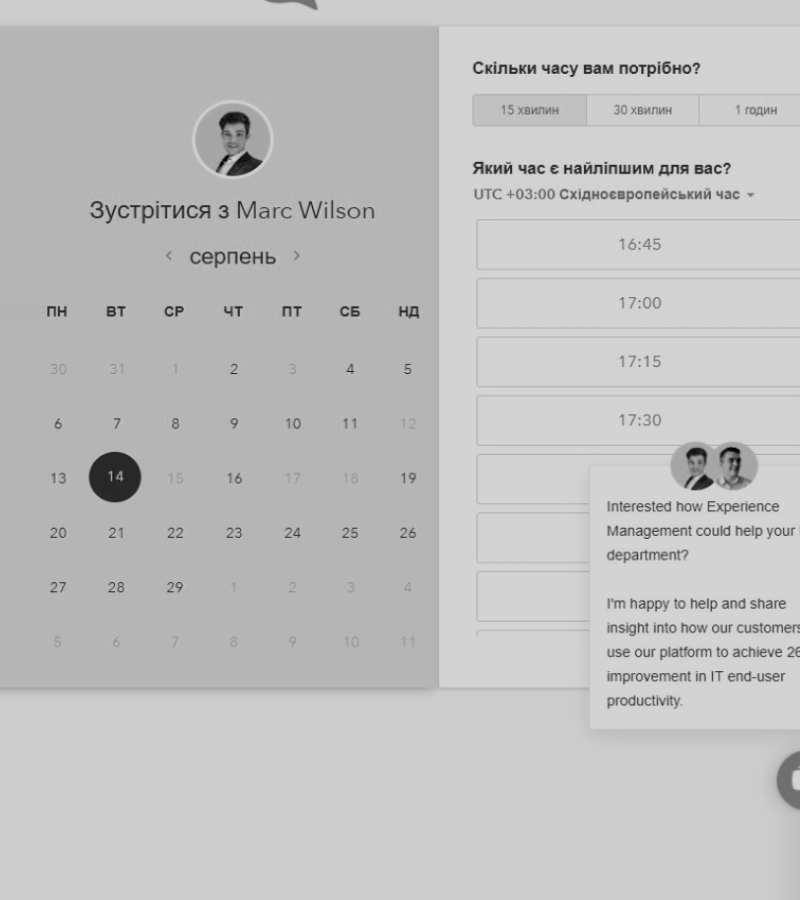 Зустрітися з Marc Wilson
серпень
ПН ВТ СР ЧТ ПТ СБ НД
30 31 1 2 3 4 5
6 7 8 9 10 11 12
13 14 15 16 17 18 19
20 21 22 23 24 25 26
27 28 29 1 2 3 4
5 6 7 8 9 10 11
Скільки часу вам потрібно?
15 хвилин 30 хвилин 1 годин
Який час є найліпшим для вас?
UTC +03:00 Східноєвропейський час
16:45
17:00
17:15
17:30
Interested how Experience
Management could help your
department?
I'm happy to help and share
insight into how our customers
use our platform to achieve 26
improvement in IT end-user
productivity.